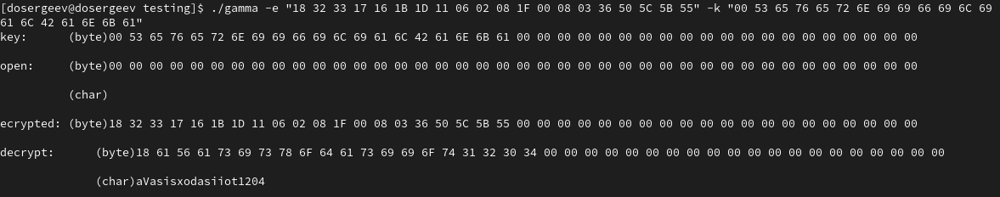 [dosergeev@dosergeev testing]$ ./gamma -e "18 32 33 17 16 1B 1D 11 06 02 08 1F 00 08 03 36 50 5C 5B 55" -k "00 53 65 76 65 72 6E 69 69 66 69 6C 69
61 6C 42 61 6E 6B 61"
key: (byte)00 53 65 76 65 72 6E 69 69 66 69 6C 69 61 6C 42 61 6E 6B 61 00 00 00 00 00 00 00 00 00 00 00 00 00 00 00 00 00 00 00 00
open: (byte)00 00 00 00 00 00 00 00 00 00 00 00 00 00 00 00 00 00 00 00 00 00 00 00 00 00 00 00 00 00 00 00 00 00 00 00 00 00 00 00
(char)
ecrypted: (byte)18 32 33 17 16 1B 1D 11 06 02 08 1F 00 08 03 36 50 5C 5B 55 00 00 00 00 00 00 00 00 00 00 00 00 00 00 00 00 00 00 00 00
decrypt: (byte)18 61 56 61 73 69 73 78 6F 64 61 73 69 69 6F 74 31 32 30 34 00 00 00 00 00 00 00 00 00 00 00 00 00 00 00 00 00 00 00 00
(char)aVasisxodasiiot1204